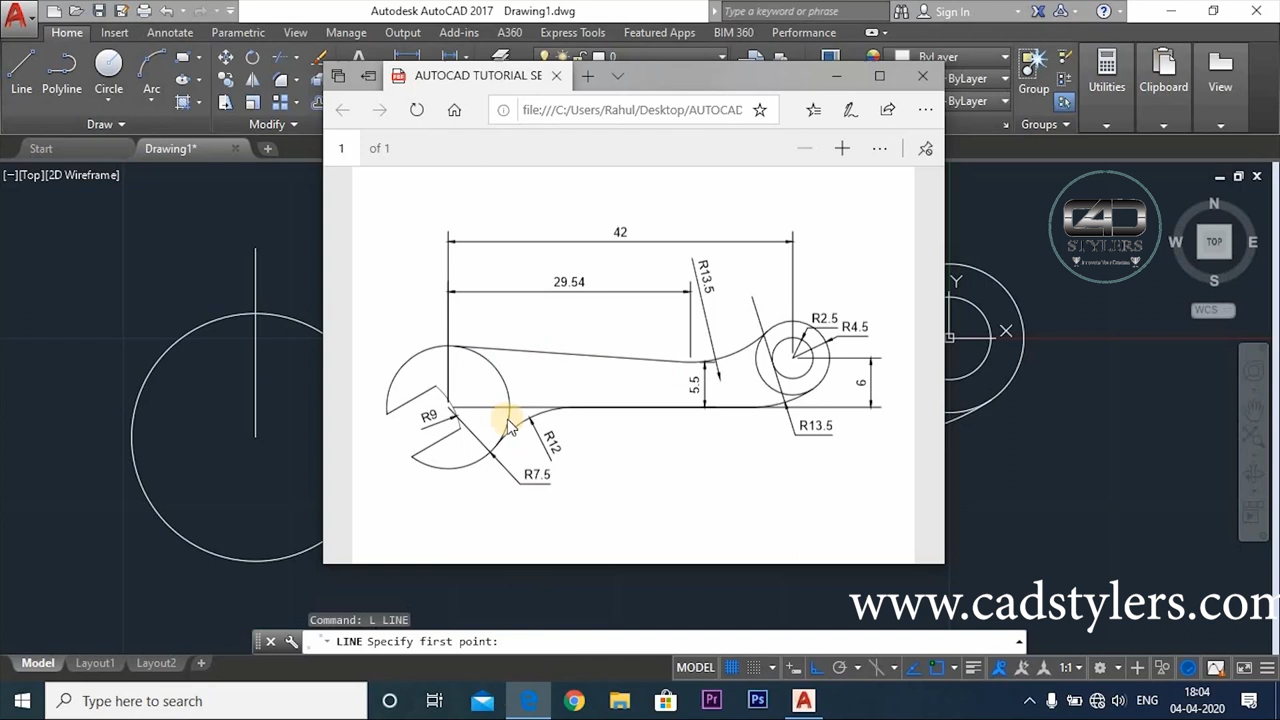 Autodesk AutoCAD 2017 Drawing1.dwg
Type a keyword or phrase
Sign In
Home Insert Annotate Parametric View Manage Output Add-ins A360 Express Tools Featured Apps BIM 360 Performance
Line Polyline Circle Arc
Draw
Modify
0
ByLayer
ByLayer
ByLayer
Group
Groups
Utilities
Clipboard
View
AUTOCAD TUTORIAL SE
file:///C:/Users/Rahul/Desktop/AUTOCAD
1 of 1
Start
Drawing1*
[−][Top][2D Wireframe]
42
29.54
R13.5
R2.5
R4.5
5.5
6
R9
R12
R13.5
R7.5
Y
X
CAD
STYLERS
N
W TOP E
S
WCS
www.cadstylers.com
Command: L LINE
LINE Specify first point:
Model Layout1 Layout2
MODEL
1:1
Type here to search
Pr
Ps
ENG
18:04
04-04-2020